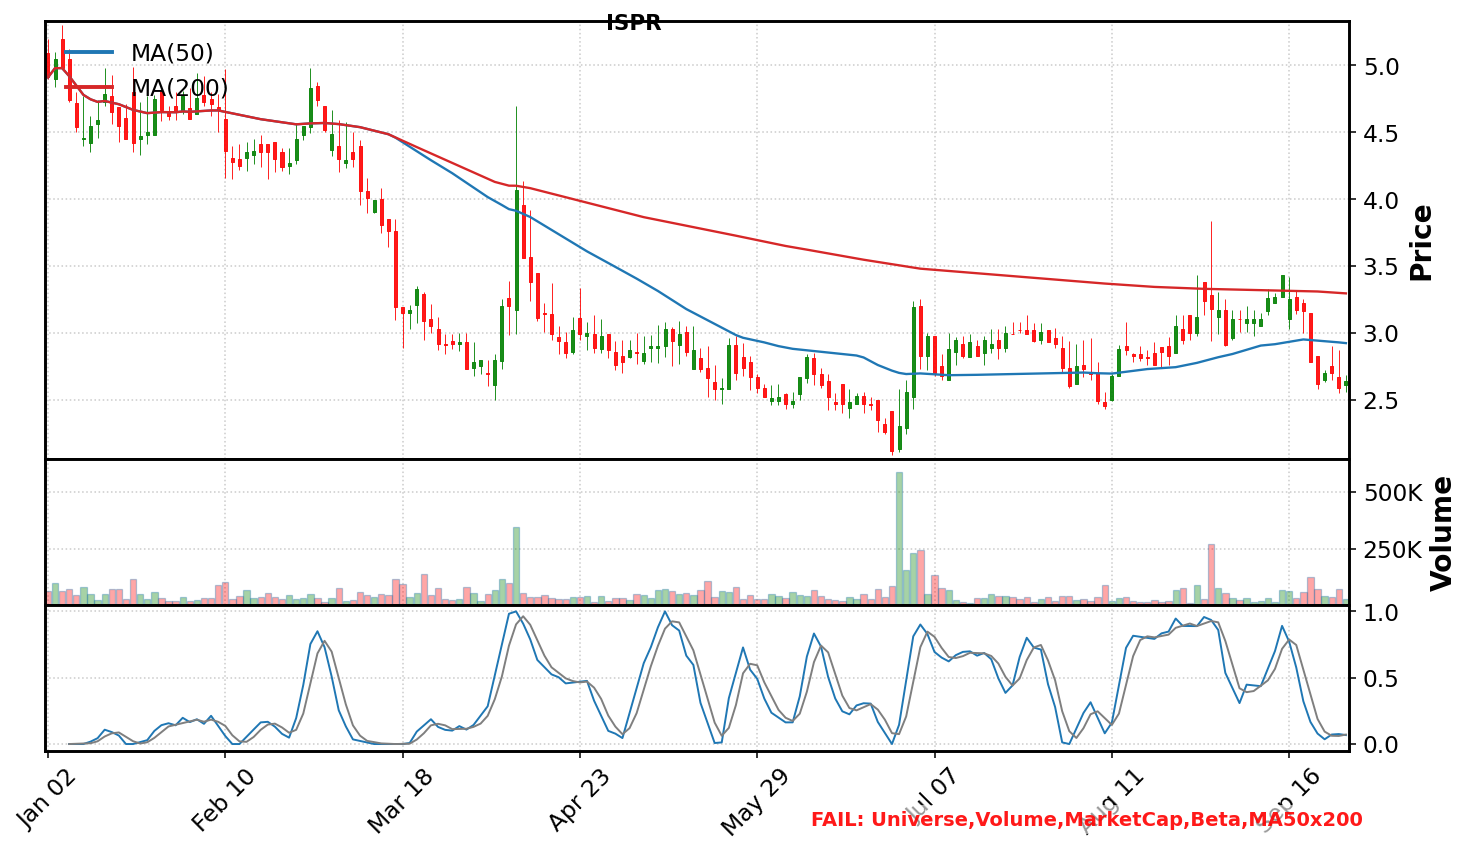 ISPR
MA(50)
MA(200)
5.0
4.5
4.0
3.5
3.0
2.5
Price
500K
250K
Volume
1.0
0.5
0.0
Jan 02
Feb 10
Mar 18
Apr 23
May 29
Jul 07
Aug 11
Sep 16
FAIL: Universe,Volume,MarketCap,Beta,MA50x200